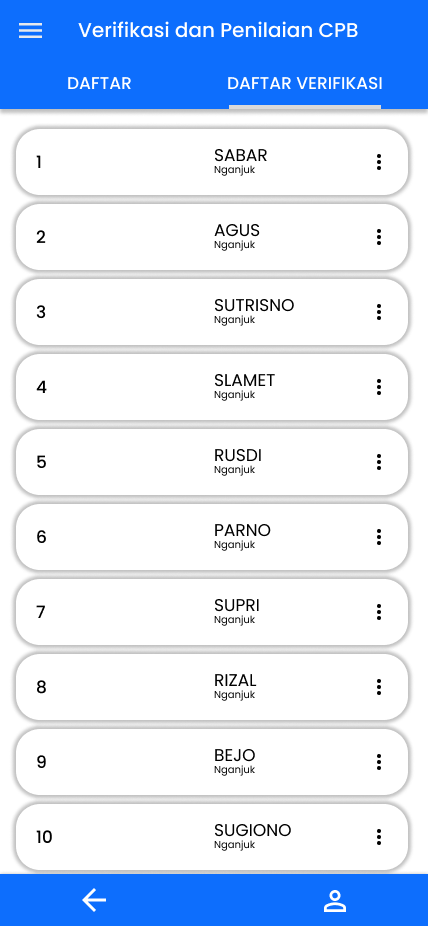 Verifikasi dan Penilaian CPB
DAFTAR
DAFTAR VERIFIKASI
1
SABAR
Nganjuk
2
AGUS
Nganjuk
3
SUTRISNO
Nganjuk
4
SLAMET
Nganjuk
5
RUSDI
Nganjuk
6
PARNO
Nganjuk
7
SUPRI
Nganjuk
8
RIZAL
Nganjuk
9
BEJO
Nganjuk
10
SUGIONO
Nganjuk